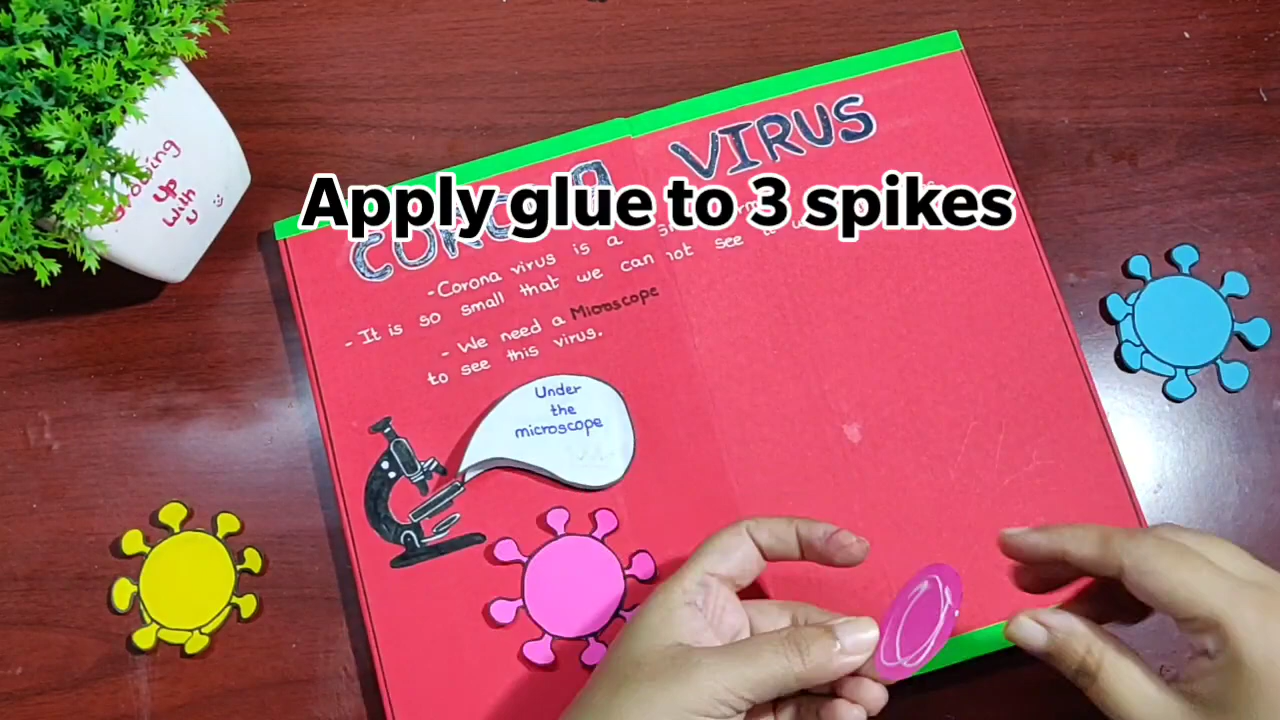 Growing
Up
with
U
CORONA VIRUS
Apply glue to 3 spikes
-Corona virus is a
- It is so small that we can not see it
- We need a Microscope
to see this virus.
Under
the
microscope